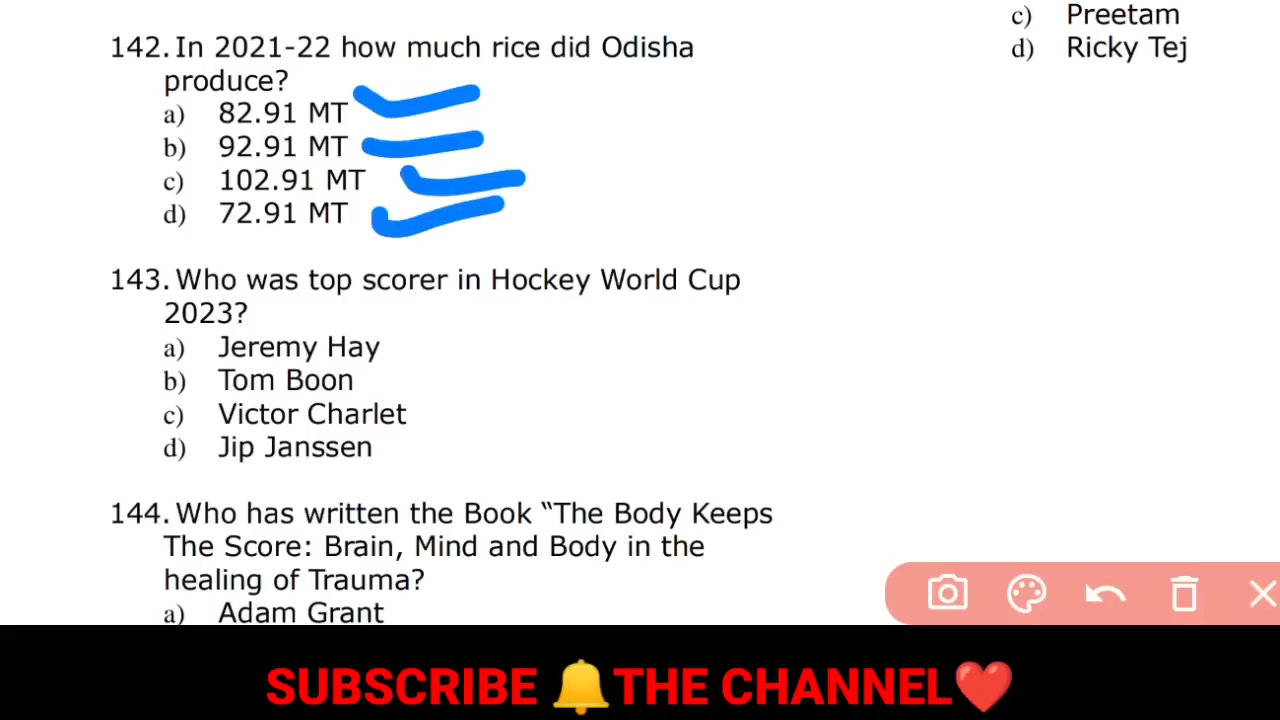 142. In 2021-22 how much rice did Odisha
produce?
a) 82.91 MT
b) 92.91 MT
c) 102.91 MT
d) 72.91 MT
143. Who was top scorer in Hockey World Cup
2023?
a) Jeremy Hay
b) Tom Boon
c) Victor Charlet
d) Jip Janssen
144. Who has written the Book “The Body Keeps
The Score: Brain, Mind and Body in the
healing of Trauma?
a) Adam Grant
c) Preetam
d) Ricky Tej
SUBSCRIBE 🔔THE CHANNEL❤️